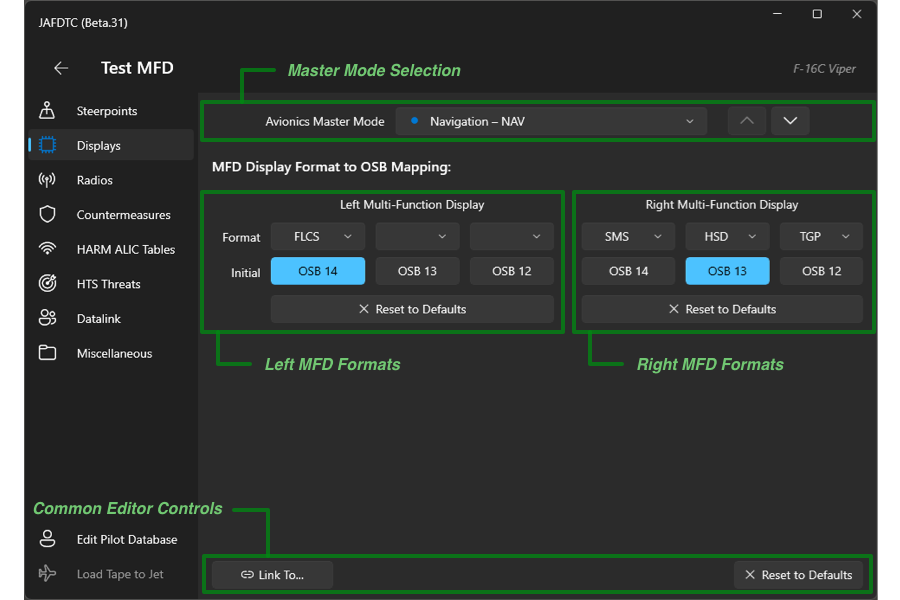 JAFDTC (Beta.31)
Test MFD
Master Mode Selection
F-16C Viper
Steerpoints
Displays
Radios
Countermeasures
HARM ALIC Tables
HTS Threats
Datalink
Miscellaneous
Avionics Master Mode Navigation – NAV
MFD Display Format to OSB Mapping:
Left Multi-Function Display
Format FLCS
Initial OSB 14 OSB 13 OSB 12
Reset to Defaults
Right Multi-Function Display
SMS HSD TGP
OSB 14 OSB 13 OSB 12
Reset to Defaults
Left MFD Formats
Right MFD Formats
Common Editor Controls
Edit Pilot Database
Load Tape to Jet
Link To...
Reset to Defaults